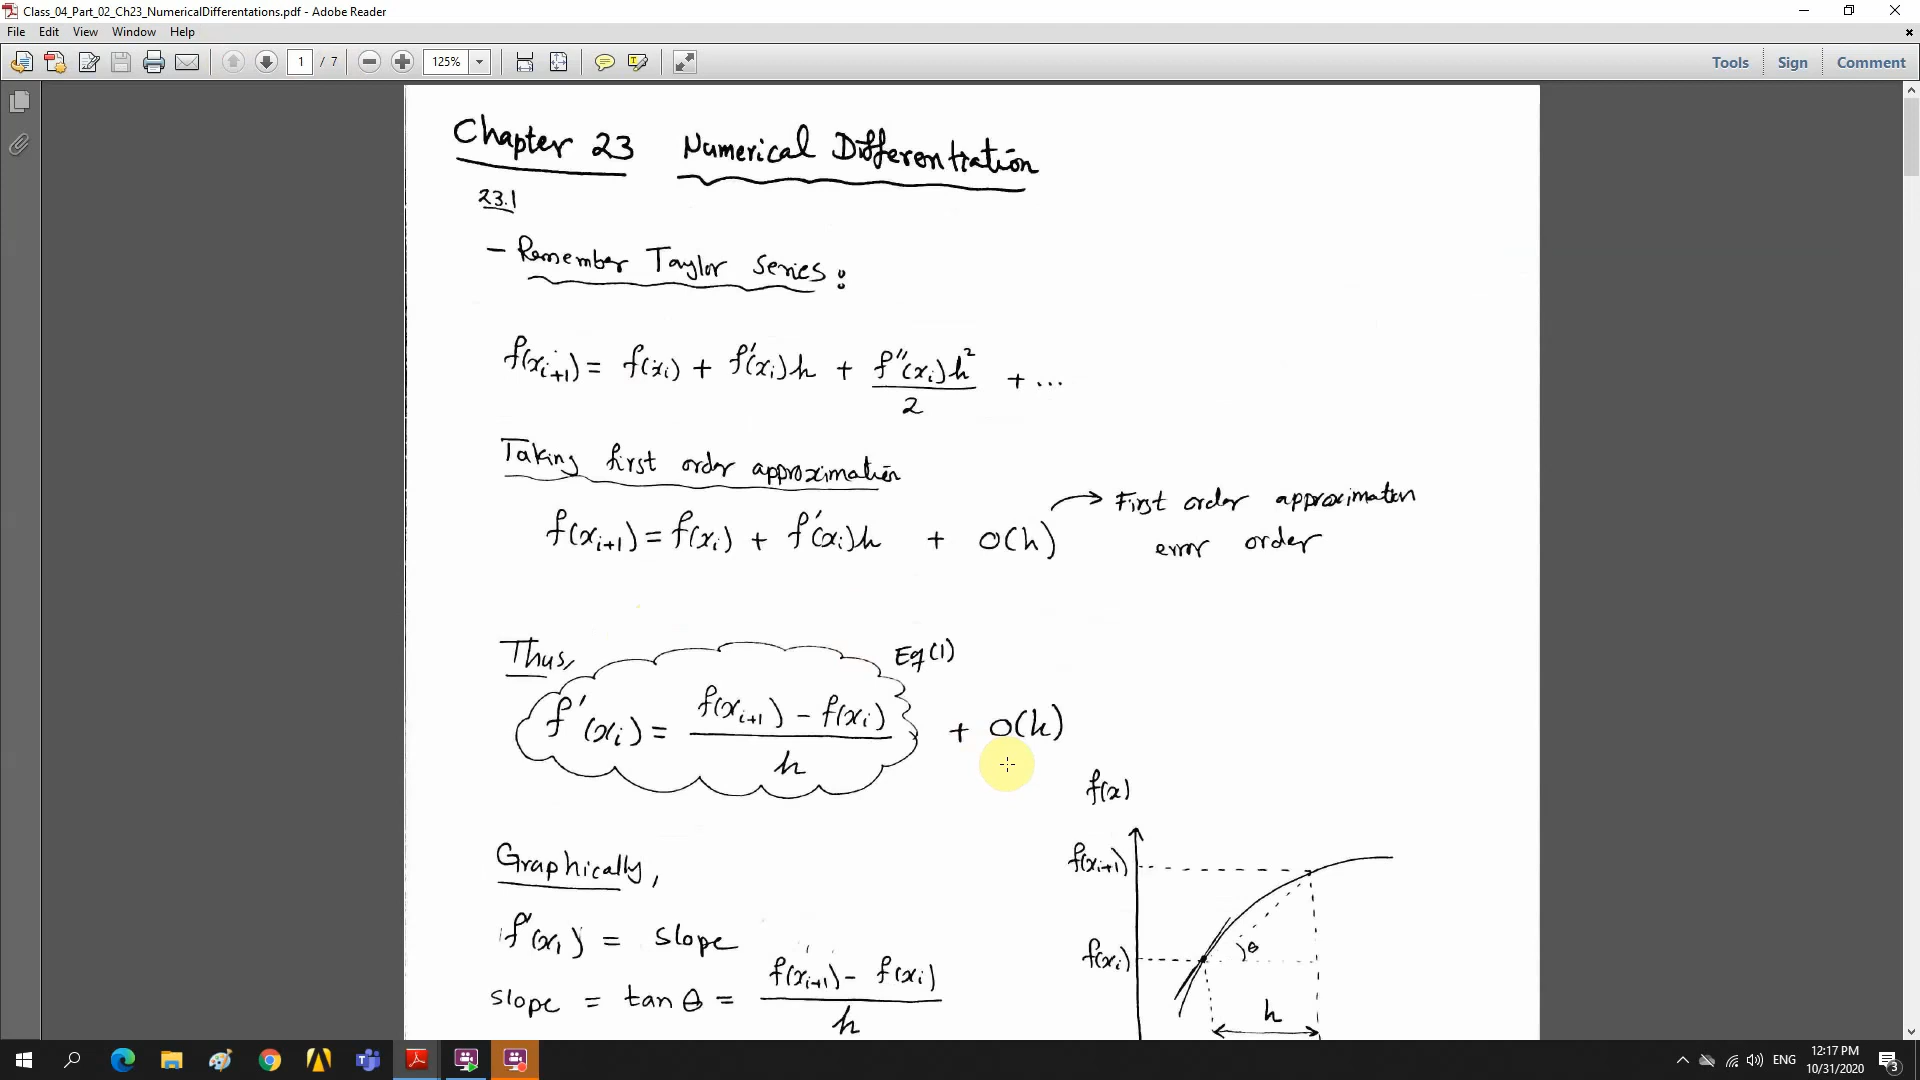 Class_04_Part_02_Ch23_NumericalDifferentations.pdf - Adobe Reader
File Edit View Window Help
1 / 7 125% Tools Sign Comment
Chapter 23 Numerical Differentiation
23.1
- Remember Taylor series:
f(xᵢ₊₁) = f(xᵢ) + f'(xᵢ)h + f''(xᵢ)h²/2 + ...
Taking first order approximation
f(xᵢ₊₁) = f(xᵢ) + f'(xᵢ)h + O(h) → First order approximation
error order
Thus,
Eq(1)
f'(xᵢ) = (f(xᵢ₊₁) - f(xᵢ))/h + O(h)
f(x)
Graphically,
f(xᵢ₊₁)
f'(xᵢ) = slope
f(xᵢ)
θ
slope = tan θ = (f(xᵢ₊₁) - f(xᵢ))/h
h
ENG
12:17 PM
10/31/2020
3